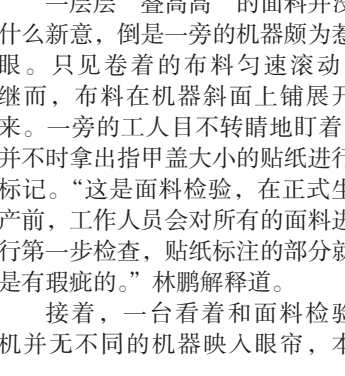 一层层“叠高高”的面料并没
什么新意，倒是一旁的机器颇为惹
眼。只见卷着的布料匀速滚动，
继而，布料在机器斜面上铺展开
来。一旁的工人目不转睛地盯着，
并不时拿出指甲盖大小的贴纸进行
标记。“这是面料检验，在正式生
产前，工作人员会对所有的面料进
行第一步检查，贴纸标注的部分就
是有瑕疵的。”林鹏解释道。
接着，一台看着和面料检验
机并无不同的机器映入眼帘，本